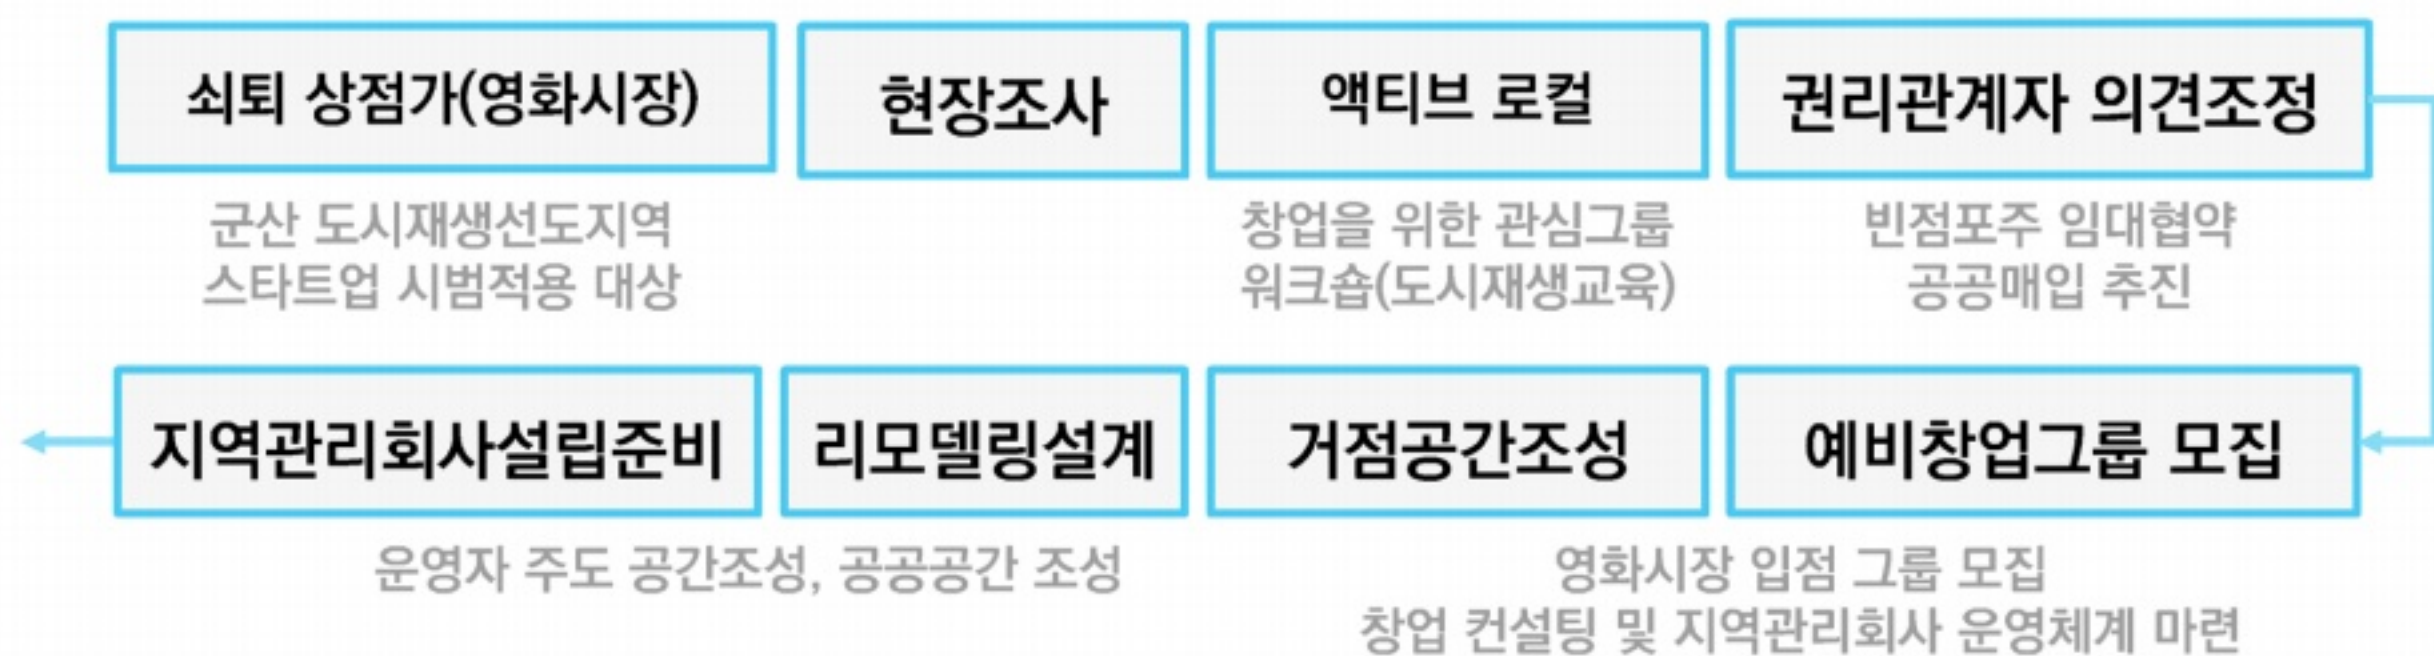 쇠퇴 상점가(영화시장)
현장조사
액티브 로컬
권리관계자 의견조정
군산 도시재생선도지역
스타트업 시범적용 대상
창업을 위한 관심그룹
워크숍(도시재생교육)
빈점포주 임대협약
공공매입 추진
예비창업그룹 모집
거점공간조성
리모델링설계
지역관리회사설립준비
영화시장 입점 그룹 모집
창업 컨설팅 및 지역관리회사 운영체계 마련
운영자 주도 공간조성, 공공공간 조성